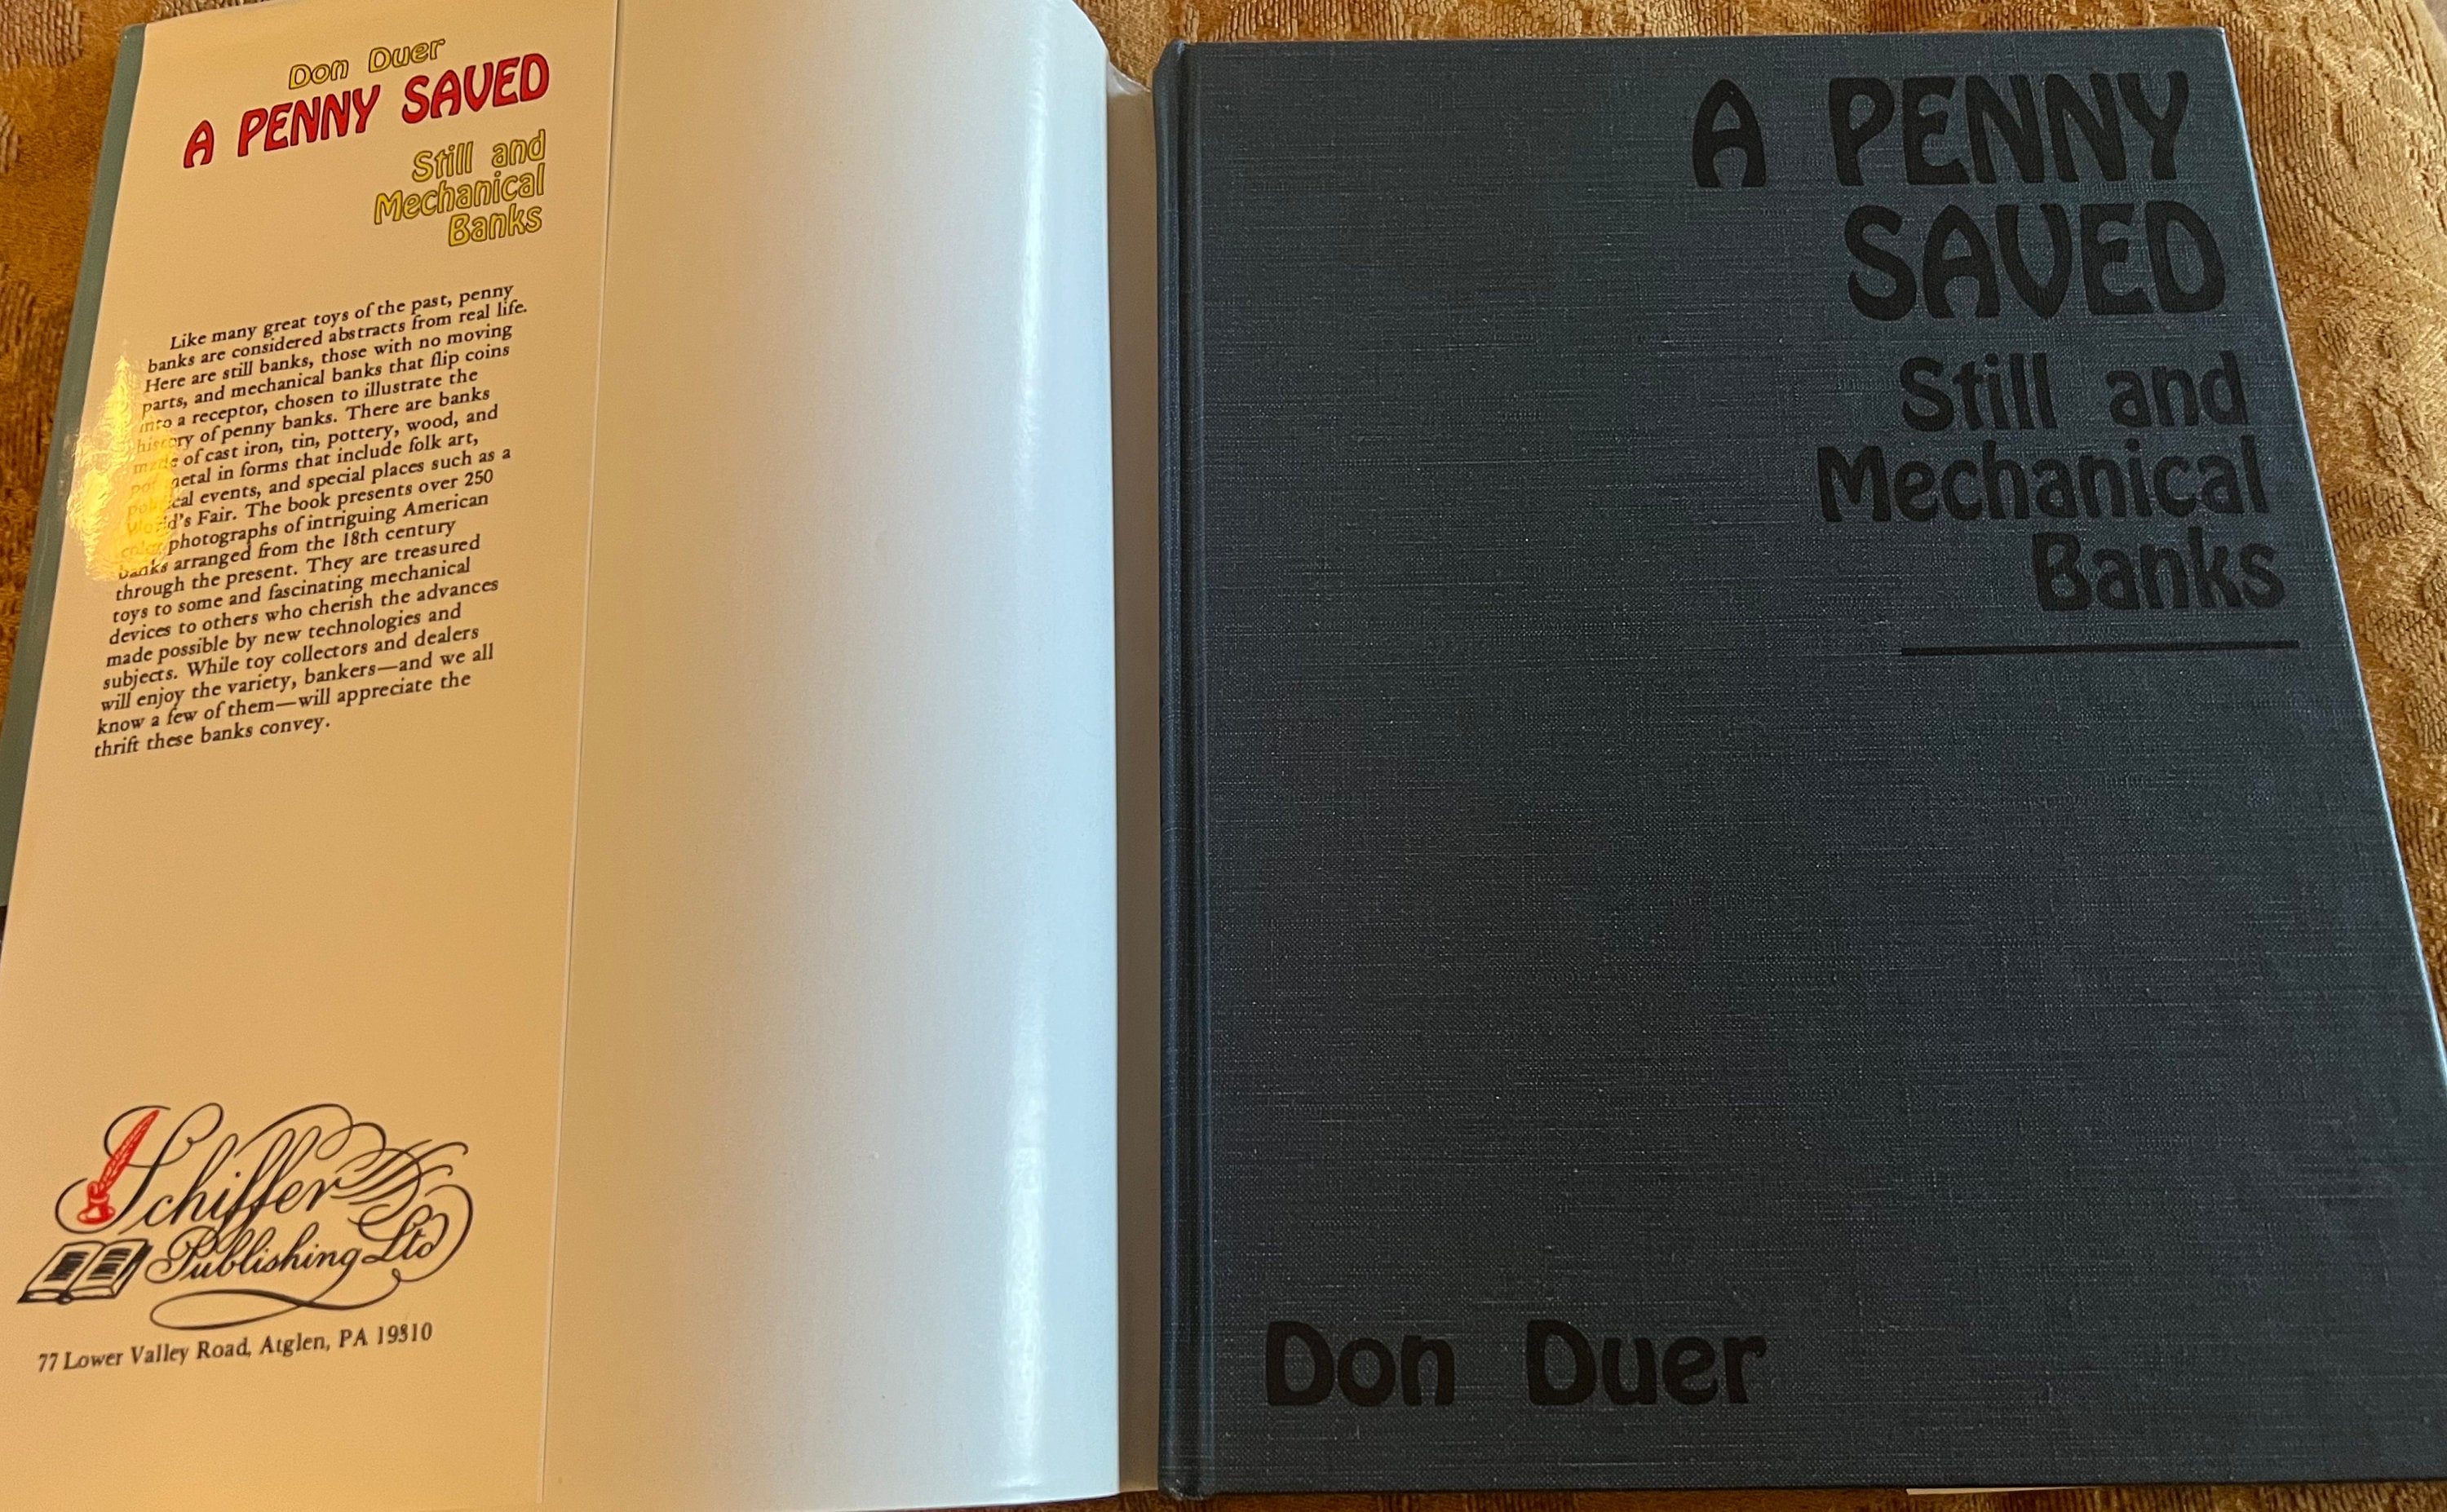 Don Duer
A PENNY SAVED
Still and
Mechanical
Banks
Like many great toys of the past, penny
banks are considered abstracts from real life.
Here are still banks, those with no moving
parts, and mechanical banks that flip coins
into a receptor, chosen to illustrate the
history of penny banks. There are banks
made of cast iron, tin, pottery, wood, and
pot metal in forms that include folk art,
political events, and special places such as a
World's Fair. The book presents over 250
color photographs of intriguing American
banks arranged from the 18th century
through the present. They are treasured
toys to some and fascinating mechanical
devices to others who cherish the advances
made possible by new technologies and
subjects. While toy collectors and dealers
will enjoy the variety, bankers—and we all
know a few of them—will appreciate the
thrift these banks convey.
Schiffer
Publishing Ltd
77 Lower Valley Road, Atglen, PA 19310
A PENNY
SAVED
Still and
Mechanical
Banks
Don Duer